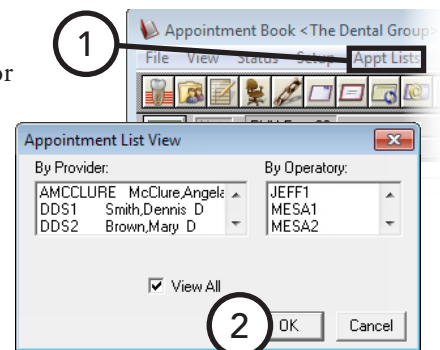 Appointment Book <The Dental Group>
1
File View Status Setup Appt Lists
or
Appointment List View
By Provider: By Operatory:
AMCCLURE McClure,Angela JEFF1
DDS1 Smith,Dennis D MESA1
DDS2 Brown,Mary D MESA2
View All
2 OK Cancel